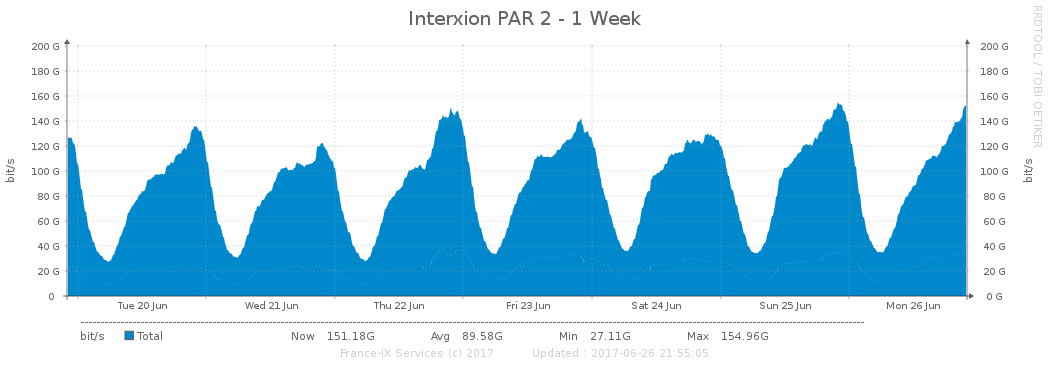 Interxion PAR 2 - 1 Week
RRDTOOL / TOBI OETIKER
bit/s
200 G
180 G
160 G
140 G
120 G
100 G
80 G
60 G
40 G
20 G
0
200 G
180 G
160 G
140 G
120 G
100 G
80 G
60 G
40 G
20 G
0 G
bit/s
Tue 20 Jun Wed 21 Jun Thu 22 Jun Fri 23 Jun Sat 24 Jun Sun 25 Jun Mon 26 Jun
bit/s Total Now 151.18G Avg 89.58G Min 27.11G Max 154.96G
France-IX Services (c) 2017 Updated : 2017-06-26 21:55:05